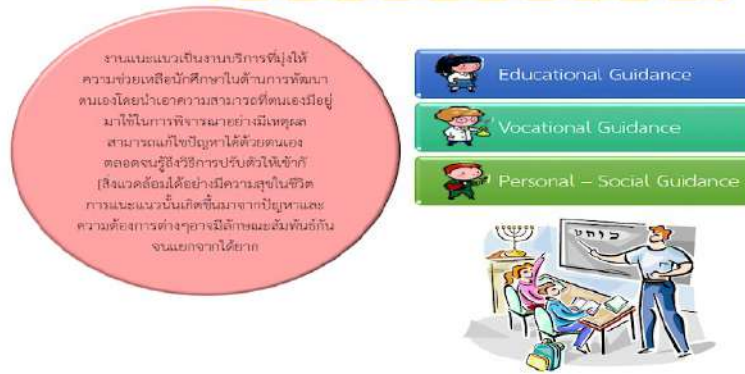 งานแนะแนวเป็นงานบริการที่มุ่งให้
ความช่วยเหลือนักศึกษาในด้านการพัฒนา
ตนเองโดยนำเอาความสามารถที่ตนเองมีอยู่
มาใช้ในการพิจารณาอย่างมีเหตุผล
สามารถแก้ไขปัญหาได้ด้วยตนเอง
ตลอดจนรู้ถึงวิธีการปรับตัวให้เข้ากั
[สิ่งแวดล้อมได้อย่างมีความสุขในชีวิต
การแนะแนวนั้นเกิดขึ้นมาจากปัญหาและ
ความต้องการต่างๆอาจมีลักษณะสัมพันธ์กัน
จนแยกจากได้ยาก
Educational Guidance
Vocational Guidance
Personal – Social Guidance